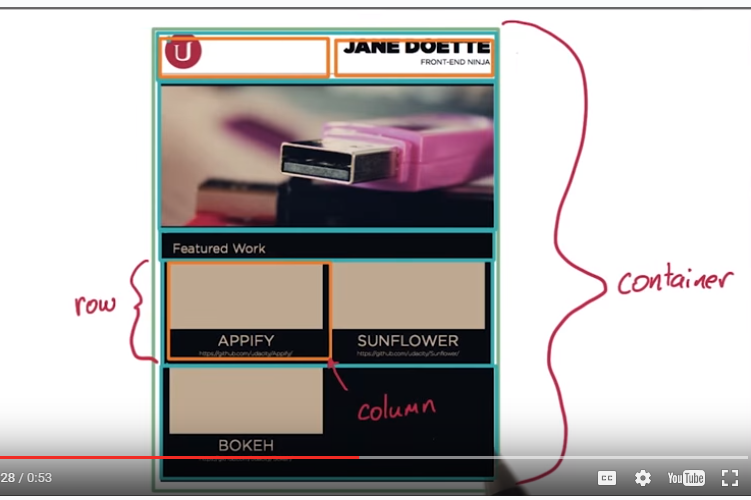 U
JANE DOETTE
FRONT-END NINJA
Featured Work
row
container
APPIFY
SUNFLOWER
https://github.com/udacity/Appify/
https://github.com/udacity/Sunflower/
column
BOKEH
28 / 0:53
CC
YouTube